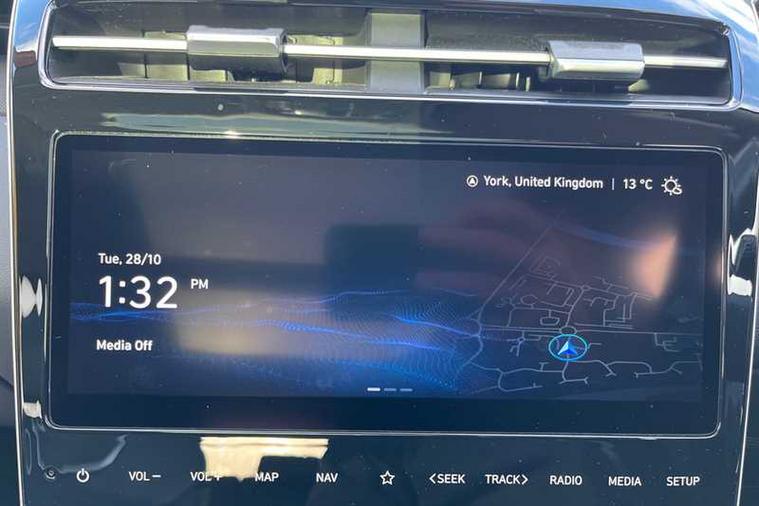 York, United Kingdom | 13 °C
Tue, 28/10
1:32 PM
Media Off
VOL− VOL+ MAP NAV <SEEK TRACK> RADIO MEDIA SETUP